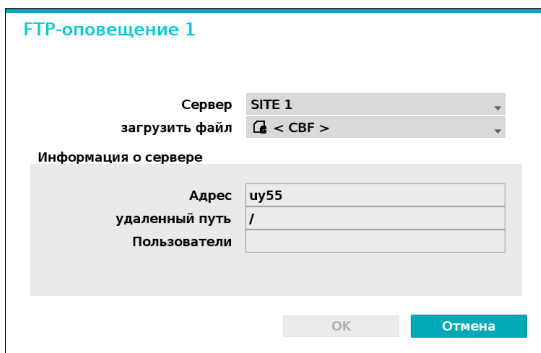 FTP-оповещение 1
Сервер SITE 1
загрузить файл < CBF >
Информация о сервере
Адрес uy55
удаленный путь /
Пользователи
OK Отмена